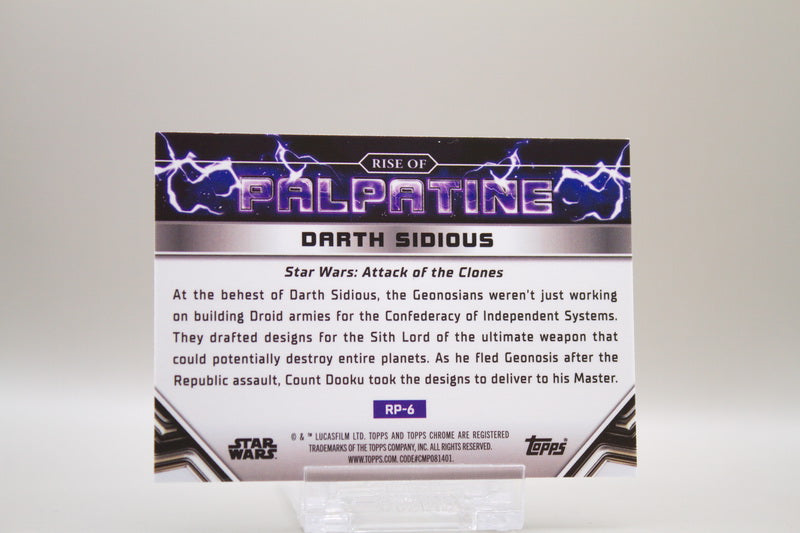 RISE OF
PALPATINE
DARTH SIDIOUS
Star Wars: Attack of the Clones
At the behest of Darth Sidious, the Geonosians weren't just working
on building Droid armies for the Confederacy of Independent Systems.
They drafted designs for the Sith Lord of the ultimate weapon that
could potentially destroy entire planets. As he fled Geonosis after the
Republic assault, Count Dooku took the designs to deliver to his Master.
RP-6
STAR
WARS
© & ™ LUCASFILM LTD. TOPPS AND TOPPS CHROME ARE REGISTERED
TRADEMARKS OF THE TOPPS COMPANY, INC. ALL RIGHTS RESERVED.
WWW.TOPPS.COM. CODE#CMP081401.
Topps